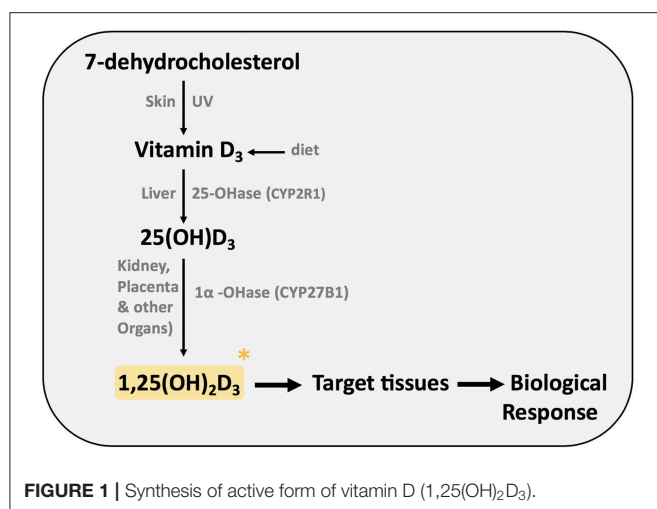 7-dehydrocholesterol
Skin UV
Vitamin D₃ diet
Liver 25-OHase (CYP2R1)
25(OH)D₃
Kidney,
Placenta
& other
Organs)
1α -OHase (CYP27B1)
*
1,25(OH)₂D₃ Target tissues Biological
Response
FIGURE 1 | Synthesis of active form of vitamin D (1,25(OH)₂D₃).